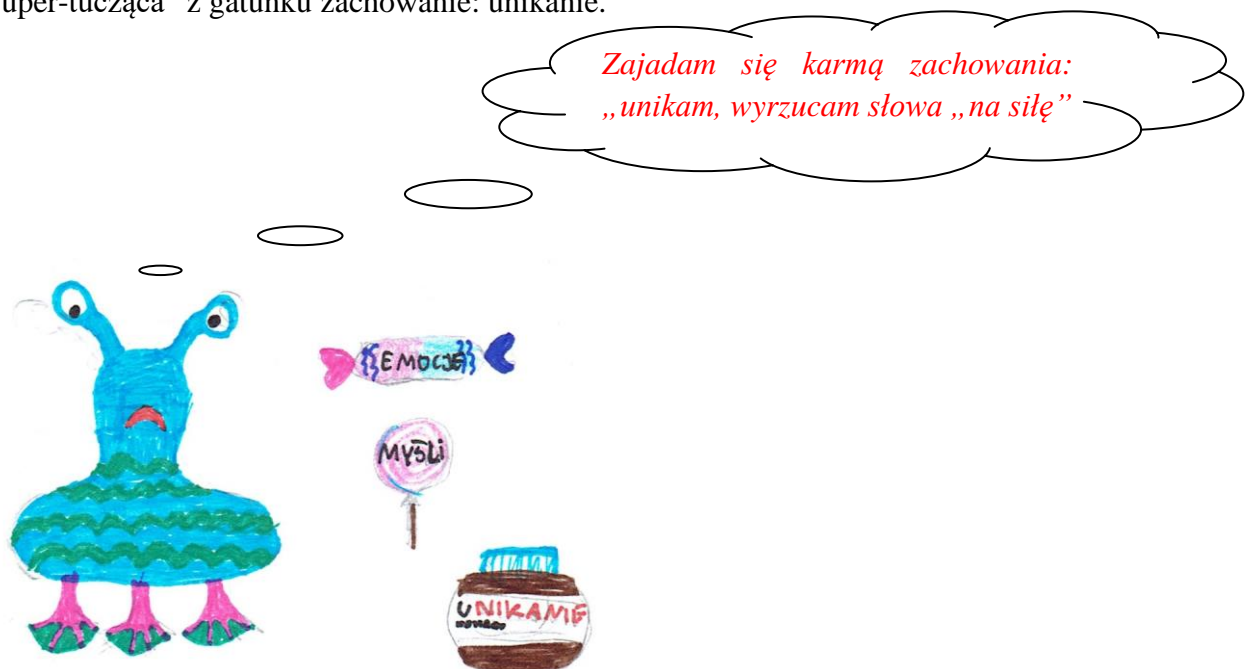 uper-tucząca” z gatunku zachowanie: unikanie.
Zajadam się karmą zachowania:
„unikam, wyrzucam słowa „na siłę”
EMOCJE
MYŚLI
UNIKANIE